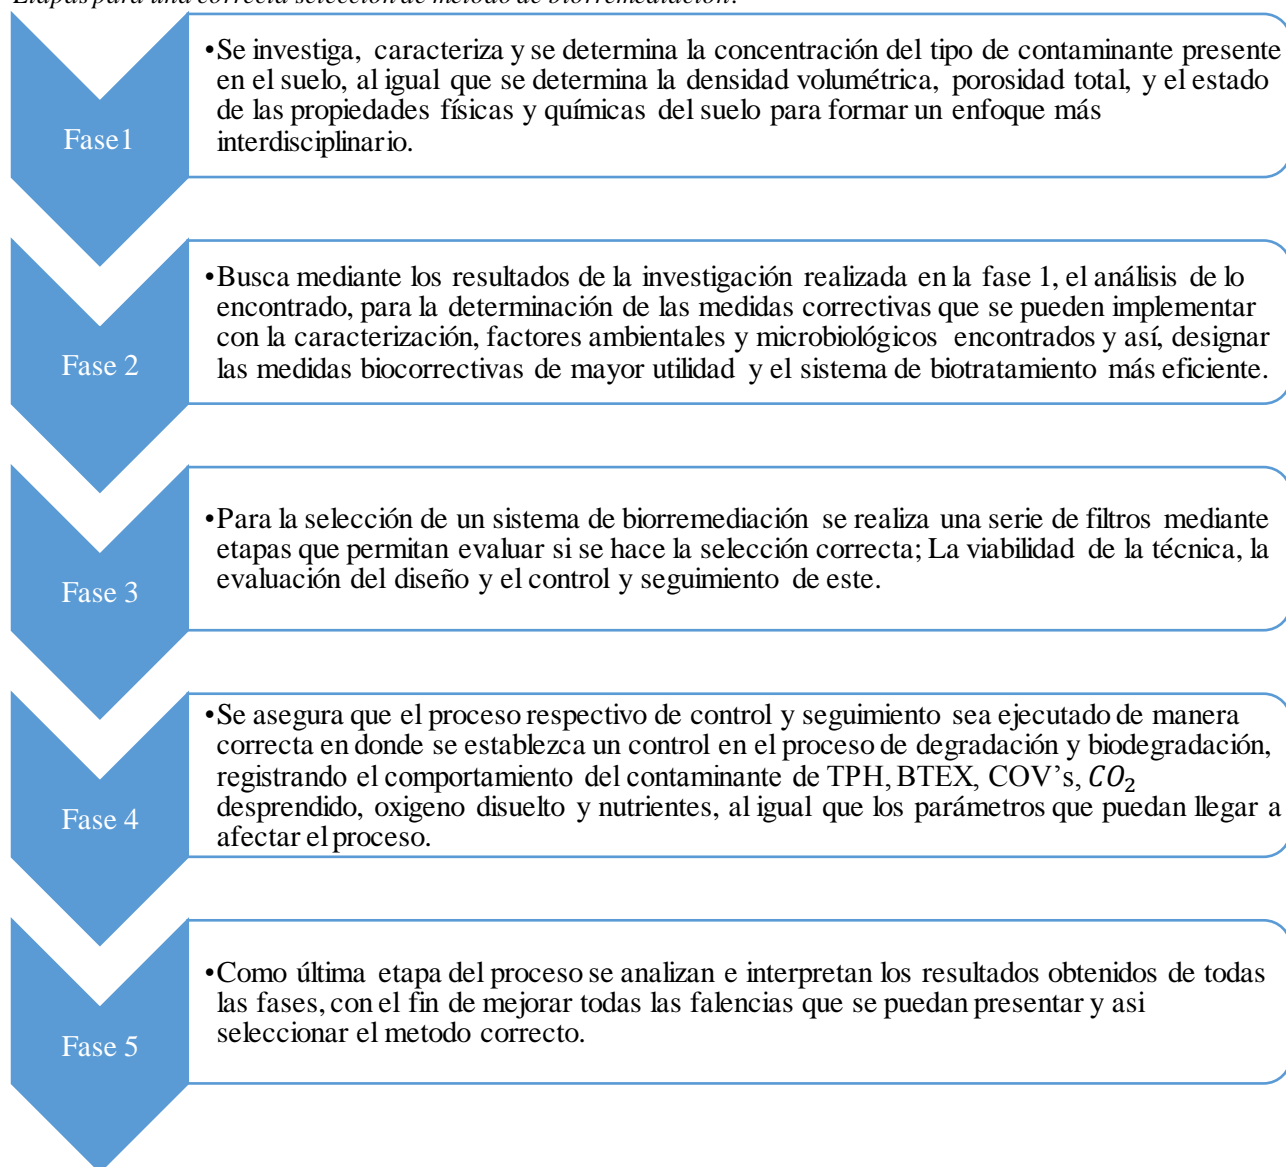 Etapas para una correcta selección de método de biorremediación.
Fase1
•Se investiga, caracteriza y se determina la concentración del tipo de contaminante presente
en el suelo, al igual que se determina la densidad volumétrica, porosidad total, y el estado
de las propiedades físicas y químicas del suelo para formar un enfoque más
interdisciplinario.
Fase 2
•Busca mediante los resultados de la investigación realizada en la fase 1, el análisis de lo
encontrado, para la determinación de las medidas correctivas que se pueden implementar
con la caracterización, factores ambientales y microbiológicos encontrados y así, designar
las medidas biocorrectivas de mayor utilidad y el sistema de biotratamiento más eficiente.
Fase 3
•Para la selección de un sistema de biorremediación se realiza una serie de filtros mediante
etapas que permitan evaluar si se hace la selección correcta; La viabilidad de la técnica, la
evaluación del diseño y el control y seguimiento de este.
Fase 4
•Se asegura que el proceso respectivo de control y seguimiento sea ejecutado de manera
correcta en donde se establezca un control en el proceso de degradación y biodegradación,
registrando el comportamiento del contaminante de TPH, BTEX, COV’s, 𝐶𝑂₂
desprendido, oxigeno disuelto y nutrientes, al igual que los parámetros que puedan llegar a
afectar el proceso.
Fase 5
•Como última etapa del proceso se analizan e interpretan los resultados obtenidos de todas
las fases, con el fin de mejorar todas las falencias que se puedan presentar y asi
seleccionar el metodo correcto.